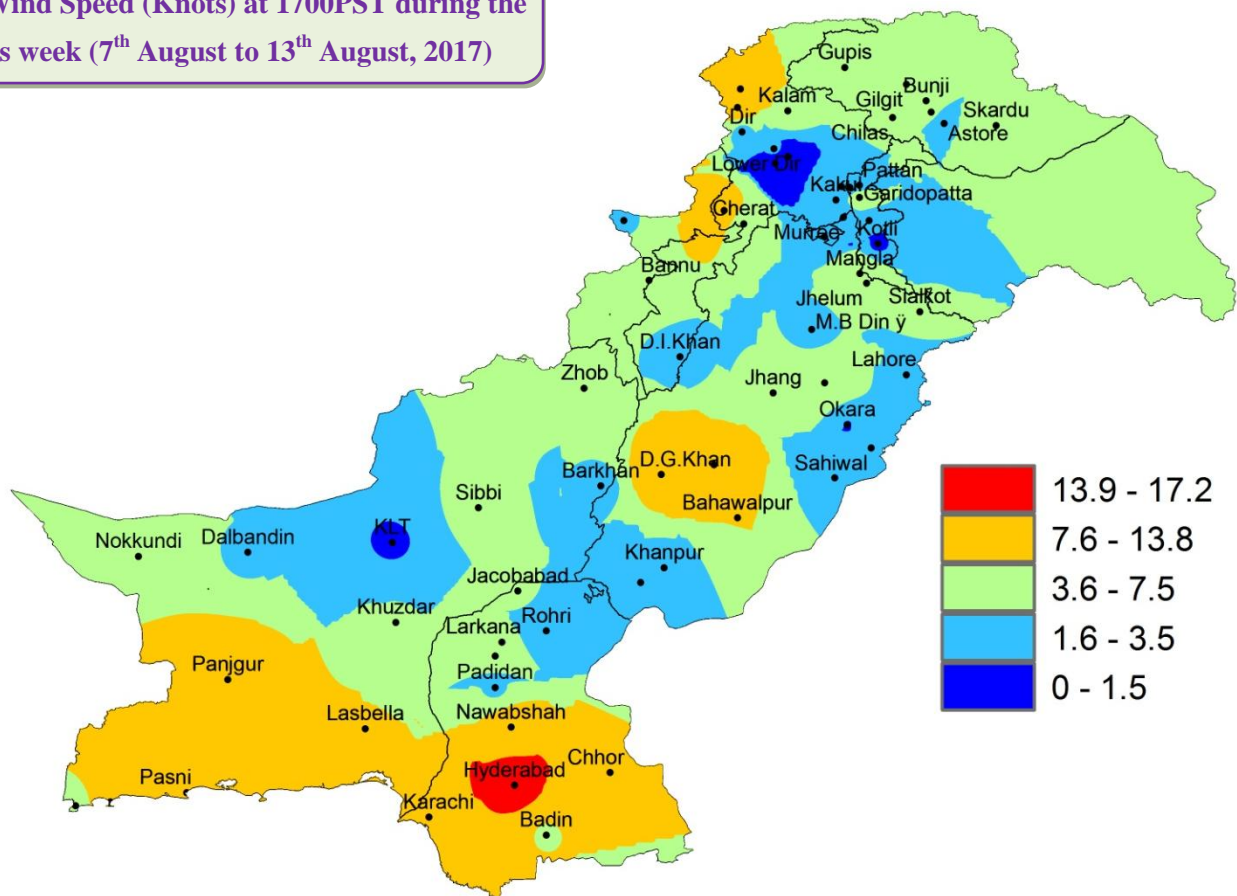 Wind Speed (Knots) at 1700PST during the
s week (7th August to 13th August, 2017)
Gupis
Bunji
Kalam
Gilgit
Skardu
Dir
Chilas
Astore
Lower Dir
Pattan
Kakul
Garidopatta
Cherat
Murree
Kotli
Mangla
Bannu
Jhelum
Sialkot
M.B Din ÿ
D.I.Khan
Lahore
Zhob
Jhang
Okara
D.G.Khan
Sahiwal
Barkhan
Sibbi
Bahawalpur
KLT
Nokkundi
Dalbandin
Khanpur
Jacobabad
Khuzdar
Rohri
Larkana
Panjgur
Padidan
Lasbella
Nawabshah
Chhor
Hyderabad
Pasni
Karachi
Badin
13.9 - 17.2
7.6 - 13.8
3.6 - 7.5
1.6 - 3.5
0 - 1.5